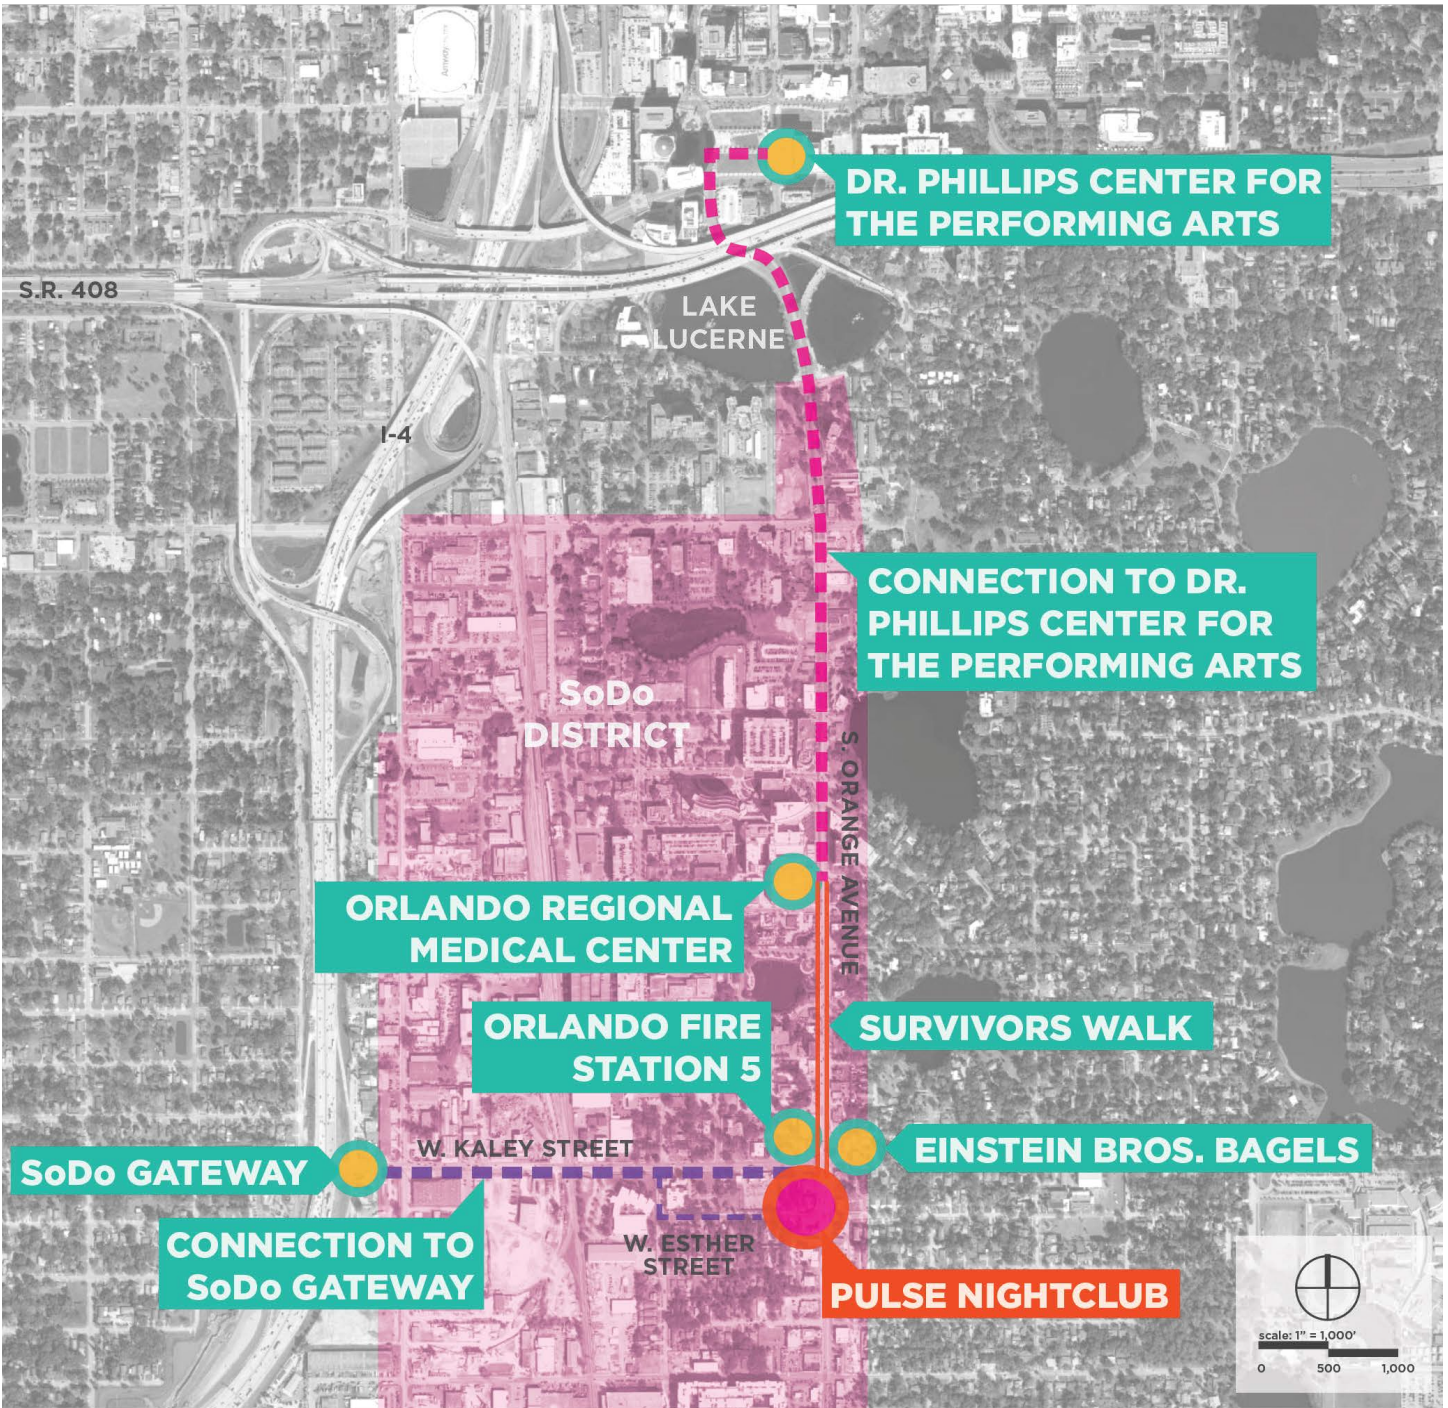 Amway Center
DR. PHILLIPS CENTER FOR
THE PERFORMING ARTS
S.R. 408
LAKE
LUCERNE
I-4
CONNECTION TO DR.
PHILLIPS CENTER FOR
THE PERFORMING ARTS
SoDo
DISTRICT
S. ORANGE AVENUE
ORLANDO REGIONAL
MEDICAL CENTER
ORLANDO FIRE
STATION 5
SURVIVORS WALK
W. KALEY STREET
EINSTEIN BROS. BAGELS
SoDo GATEWAY
CONNECTION TO
SoDo GATEWAY
W. ESTHER
STREET
PULSE NIGHTCLUB
scale: 1" = 1,000'
0 500 1,000